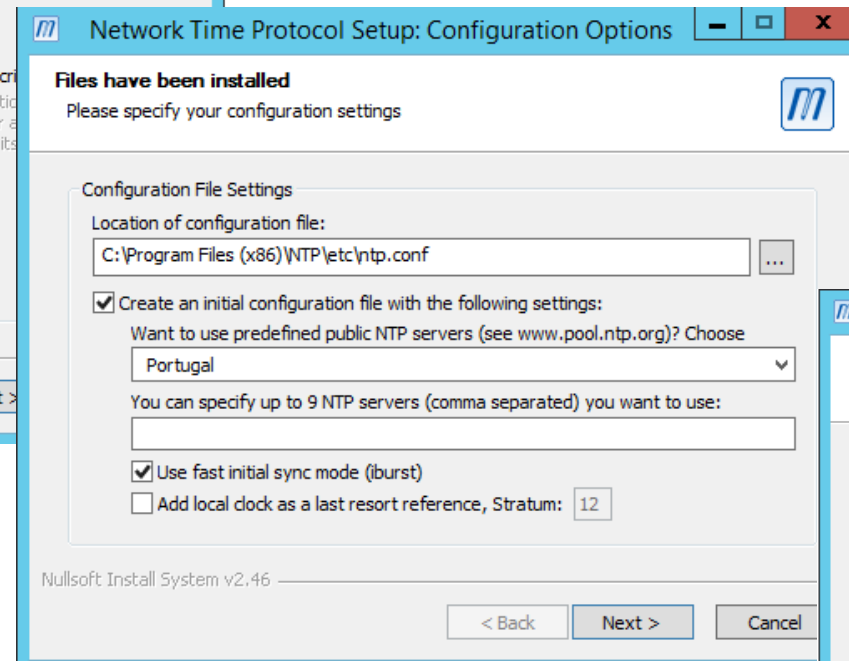 Network Time Protocol Setup: Configuration Options
Files have been installed
Please specify your configuration settings
Configuration File Settings
Location of configuration file:
C:\Program Files (x86)\NTP\etc\ntp.conf
...
Create an initial configuration file with the following settings:
Want to use predefined public NTP servers (see www.pool.ntp.org)? Choose
Portugal
You can specify up to 9 NTP servers (comma separated) you want to use:
Use fast initial sync mode (iburst)
Add local clock as a last resort reference, Stratum: 12
Nullsoft Install System v2.46
< Back Next > Cancel